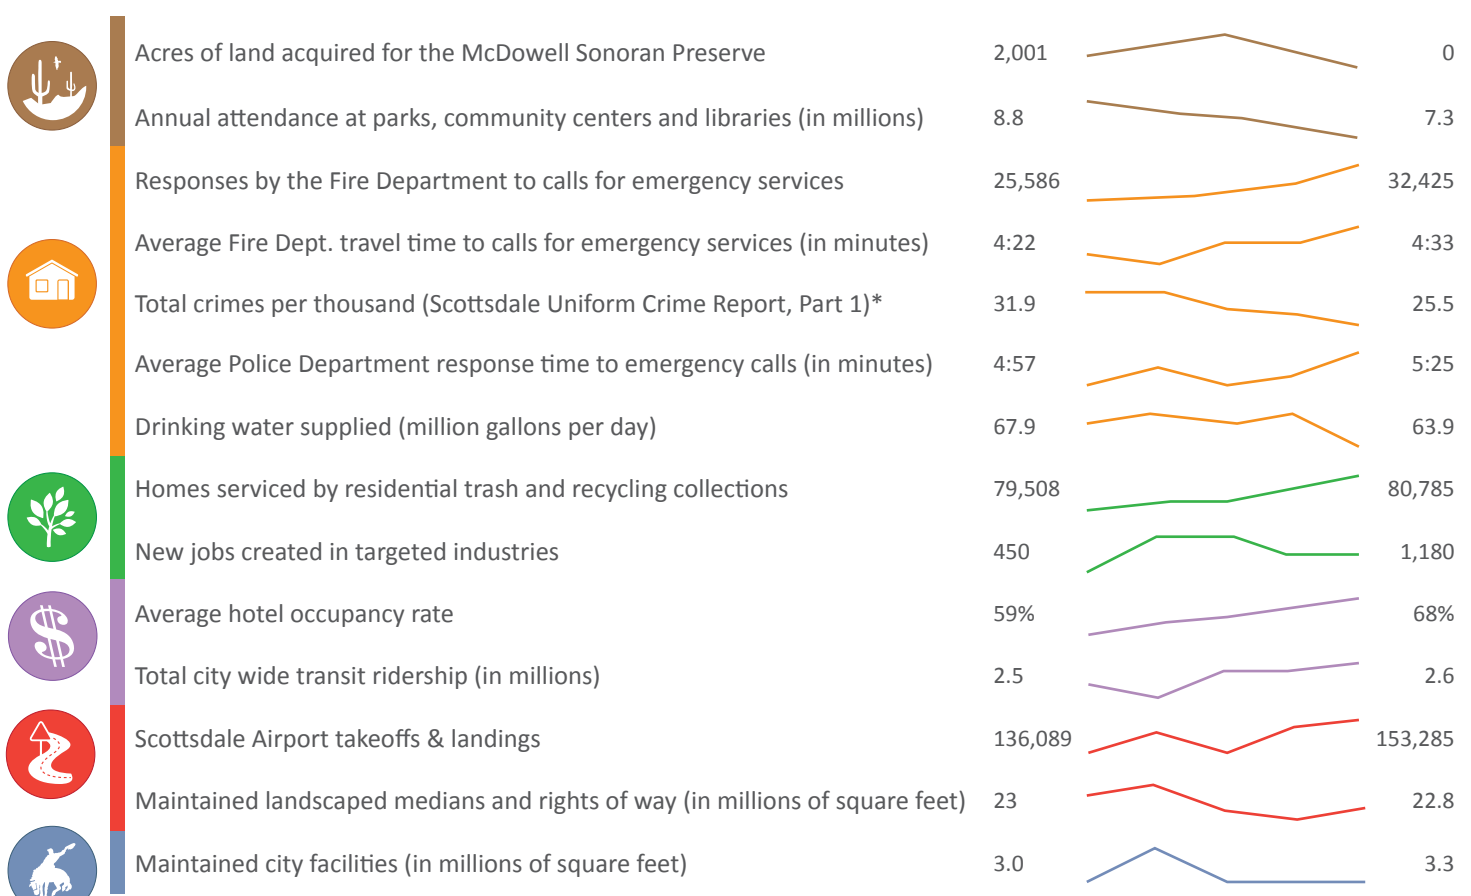 Acres of land acquired for the McDowell Sonoran Preserve 2,001 0
Annual attendance at parks, community centers and libraries (in millions) 8.8 7.3
Responses by the Fire Department to calls for emergency services 25,586 32,425
Average Fire Dept. travel time to calls for emergency services (in minutes) 4:22 4:33
Total crimes per thousand (Scottsdale Uniform Crime Report, Part 1)* 31.9 25.5
Average Police Department response time to emergency calls (in minutes) 4:57 5:25
Drinking water supplied (million gallons per day) 67.9 63.9
Homes serviced by residential trash and recycling collections 79,508 80,785
New jobs created in targeted industries 450 1,180
Average hotel occupancy rate 59% 68%
Total city wide transit ridership (in millions) 2.5 2.6
Scottsdale Airport takeoffs & landings 136,089 153,285
Maintained landscaped medians and rights of way (in millions of square feet) 23 22.8
Maintained city facilities (in millions of square feet) 3.0 3.3